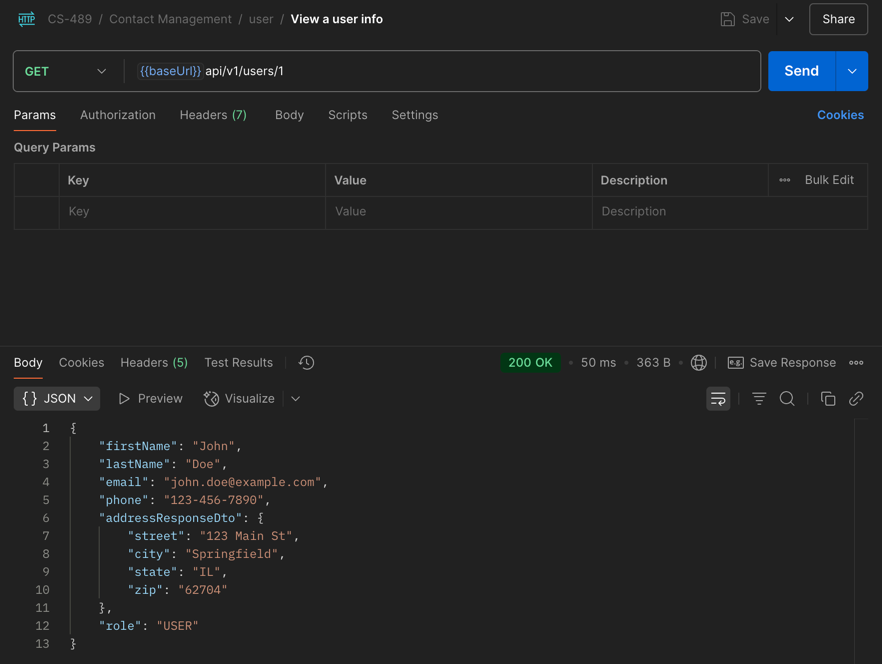 HTTP CS-489 / Contact Management / user / View a user info Save Share
GET {{baseUrl}} api/v1/users/1 Send
Params Authorization Headers (7) Body Scripts Settings Cookies
Query Params
Key Value Description Bulk Edit
Key Value Description
Body Cookies Headers (5) Test Results 200 OK 50 ms 363 B e.g. Save Response
{} JSON Preview Visualize
1 {
2 "firstName": "John",
3 "lastName": "Doe",
4 "email": "john.doe@example.com",
5 "phone": "123-456-7890",
6 "addressResponseDto": {
7 "street": "123 Main St",
8 "city": "Springfield",
9 "state": "IL",
10 "zip": "62704"
11 },
12 "role": "USER"
13 }